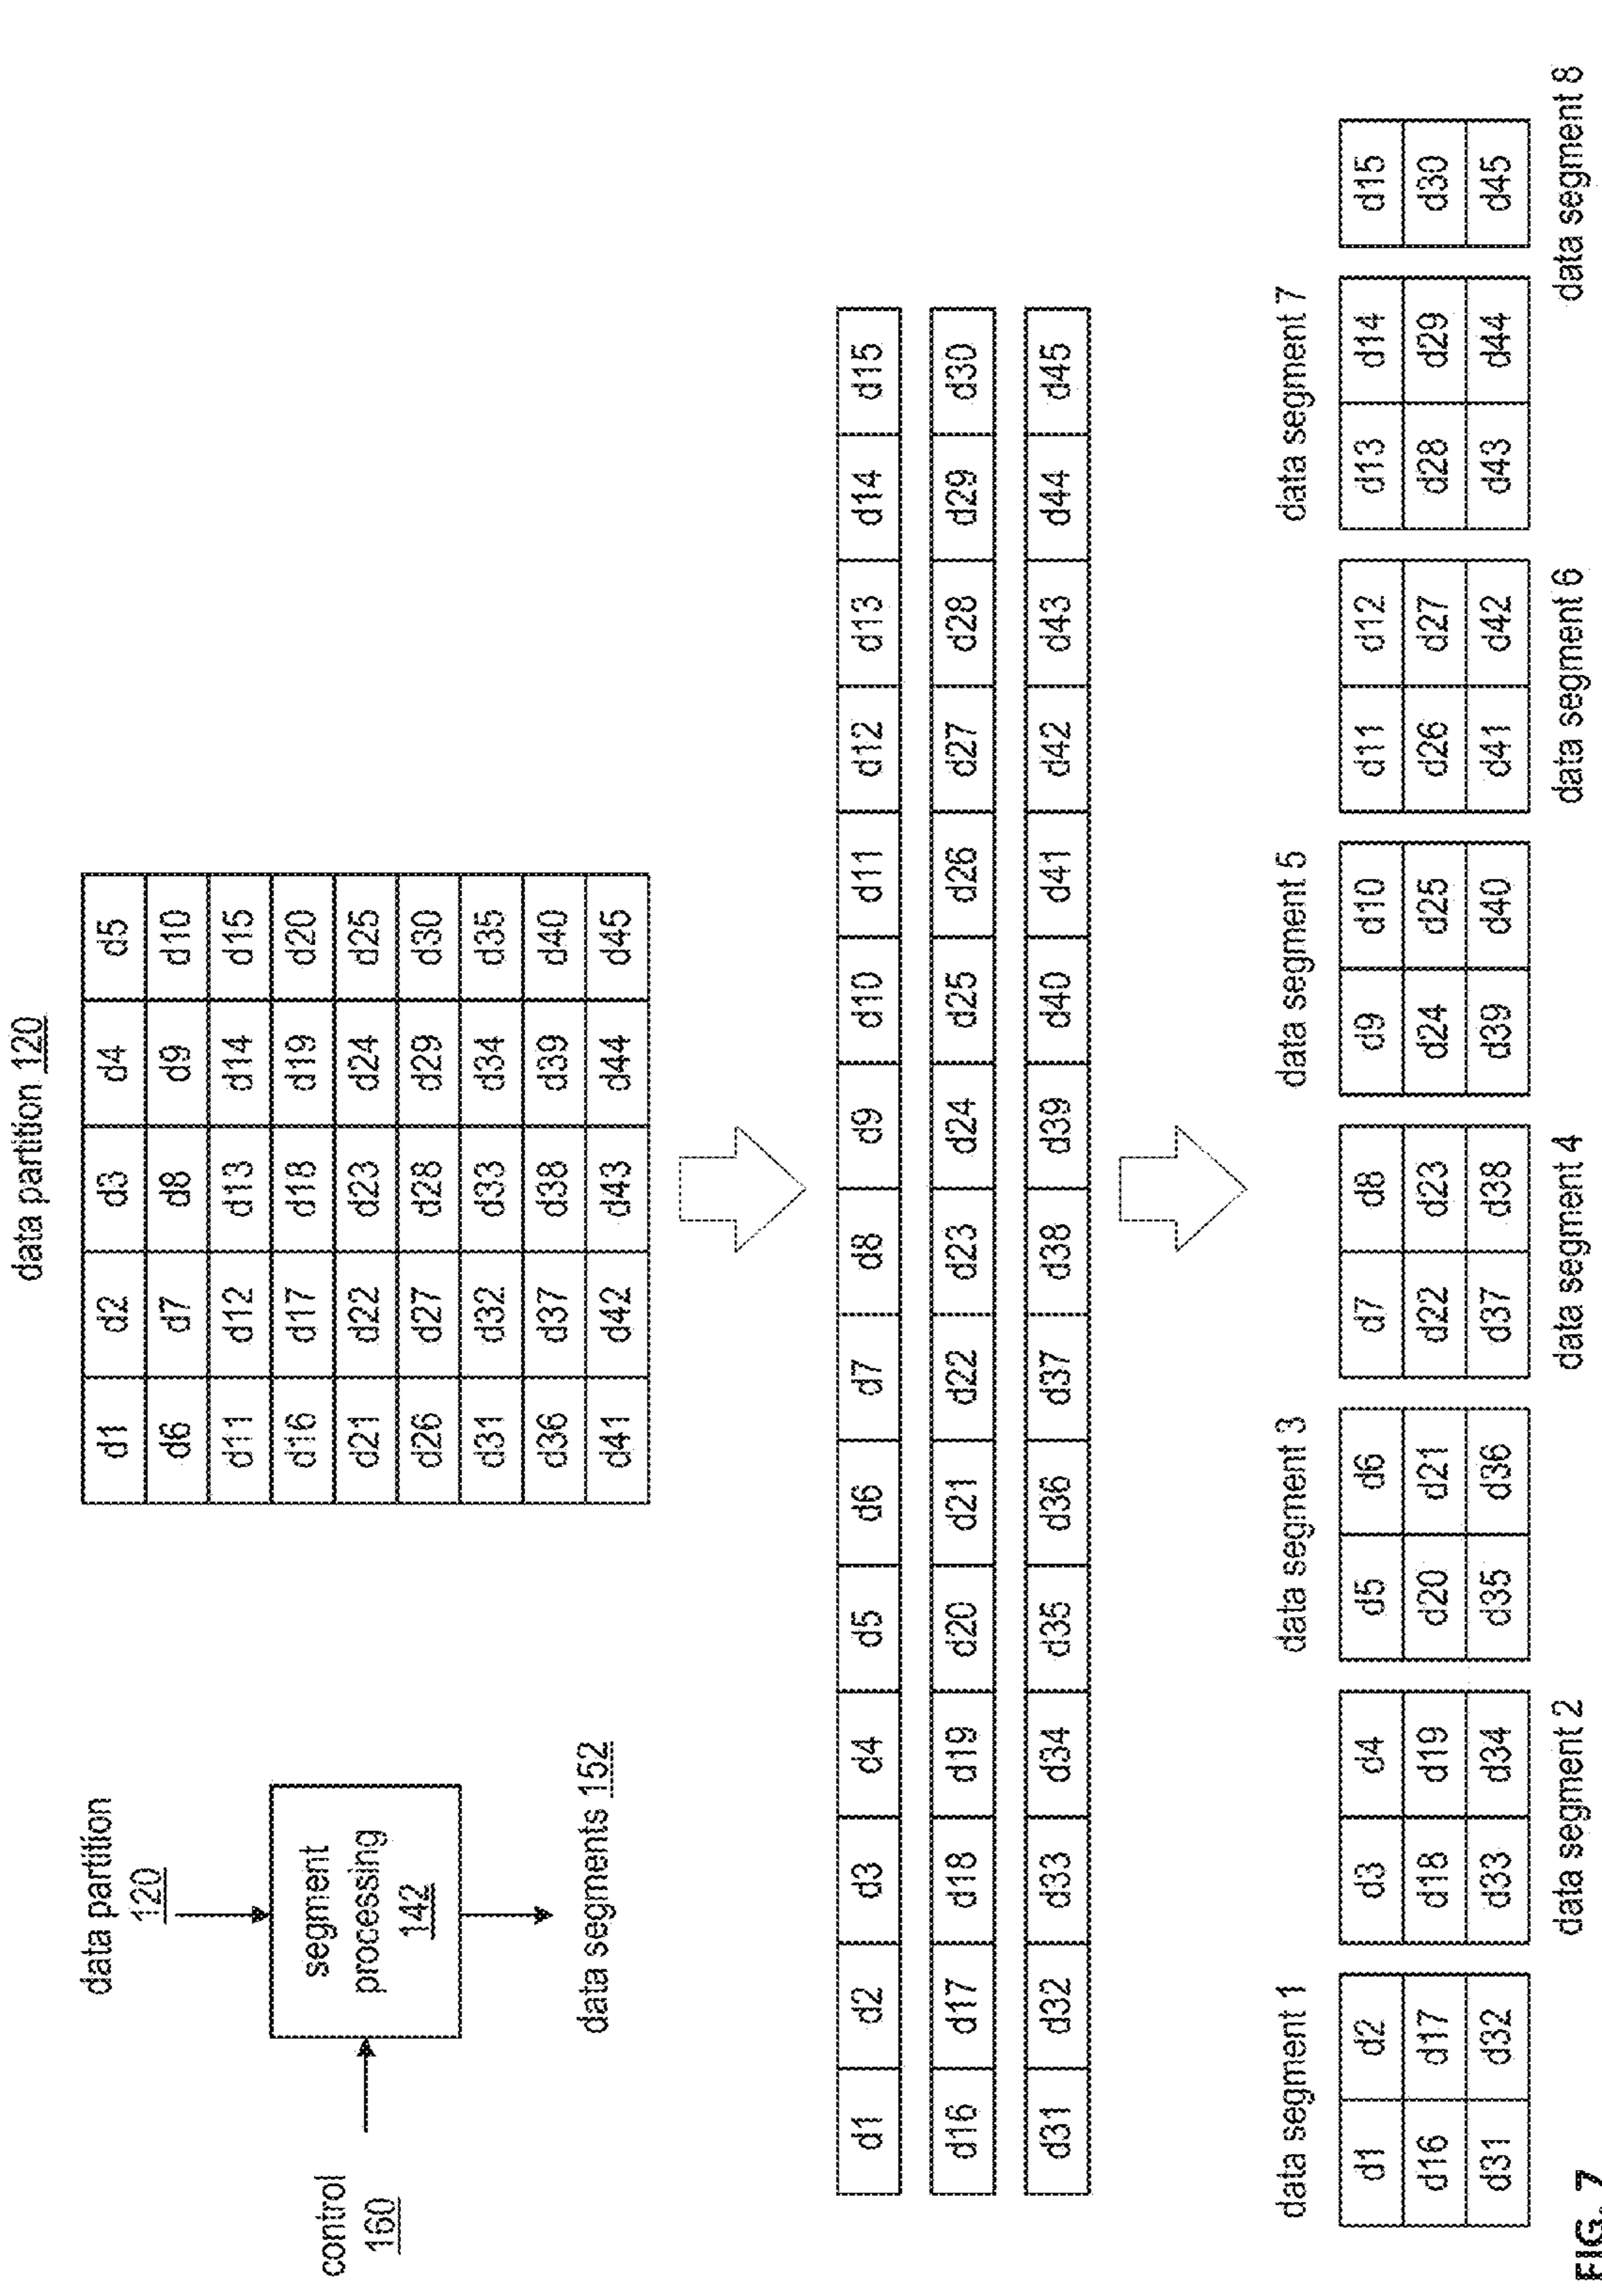 data partition 120
data partition
120
control
160
segment
processing
142
data segments 152
d1 d2 d3 d4 d5
d6 d7 d8 d9 d10
d11 d12 d13 d14 d15
d16 d17 d18 d19 d20
d21 d22 d23 d24 d25
d26 d27 d28 d29 d30
d31 d32 d33 d34 d35
d36 d37 d38 d39 d40
d41 d42 d43 d44 d45
d1 d2 d3 d4 d5 d6 d7 d8 d9 d10 d11 d12 d13 d14 d15
d16 d17 d18 d19 d20 d21 d22 d23 d24 d25 d26 d27 d28 d29 d30
d31 d32 d33 d34 d35 d36 d37 d38 d39 d40 d41 d42 d43 d44 d45
data segment 1 data segment 3 data segment 5 data segment 7
d1 d2 d3 d4 d5 d6 d7 d8 d9 d10 d11 d12 d13 d14 d15
d16 d17 d18 d19 d20 d21 d22 d23 d24 d25 d26 d27 d28 d29 d30
d31 d32 d33 d34 d35 d36 d37 d38 d39 d40 d41 d42 d43 d44 d45
data segment 2 data segment 4 data segment 6 data segment 8
FIG. 7